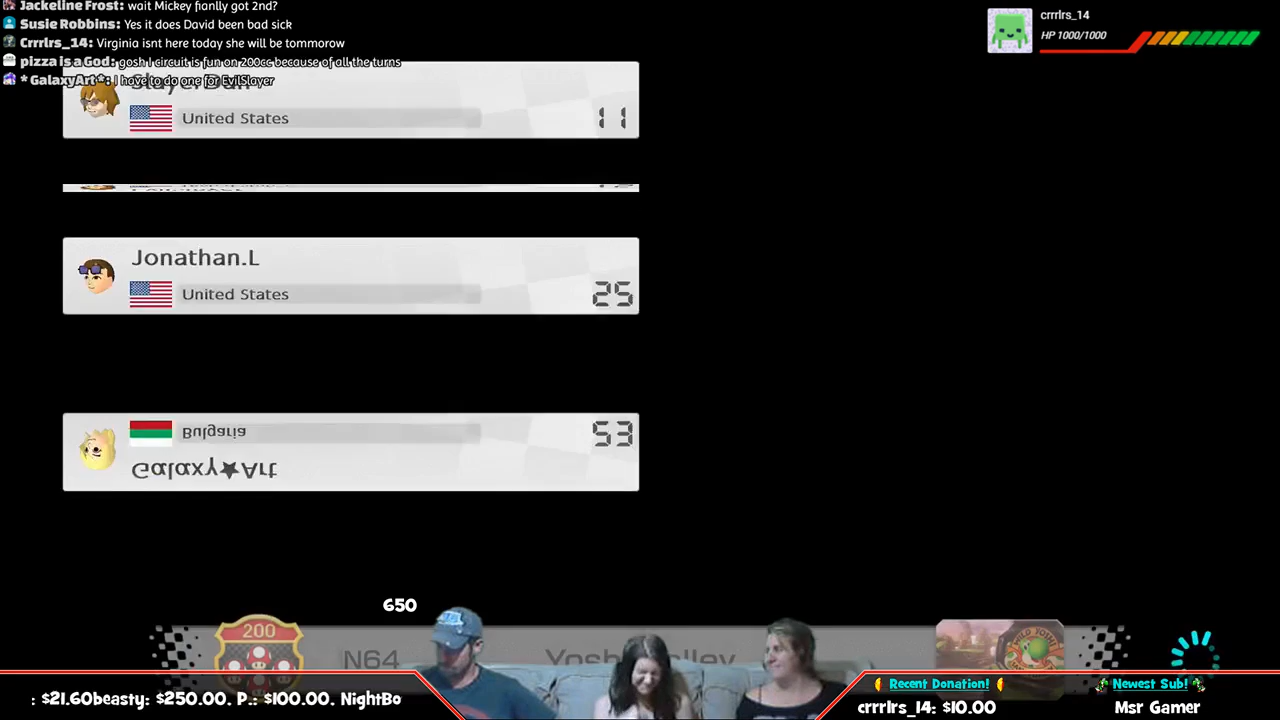 Jackeline Frost: wait Mickey fianlly got 2nd?
Susie Robbins: Yes it does David been bad sick
Crrrlrs_14: Virginia isnt here today she will be tommorow
pizza is a God: gosh I circuit is fun on 200cc because of all the turns
* GalaxyArt*: I have to do one for EvilSlayer
crrrlrs_14
HP 1000/1000
United States
11
Jonathan.L
United States
25
Bulgaria
53
Galaxy★Art
650
200
N64
: $21.60beasty: $250.00. P.: $100.00. NightBo
Recent Donation!
crrrlrs_14: $10.00
Newest Sub!
Msr Gamer